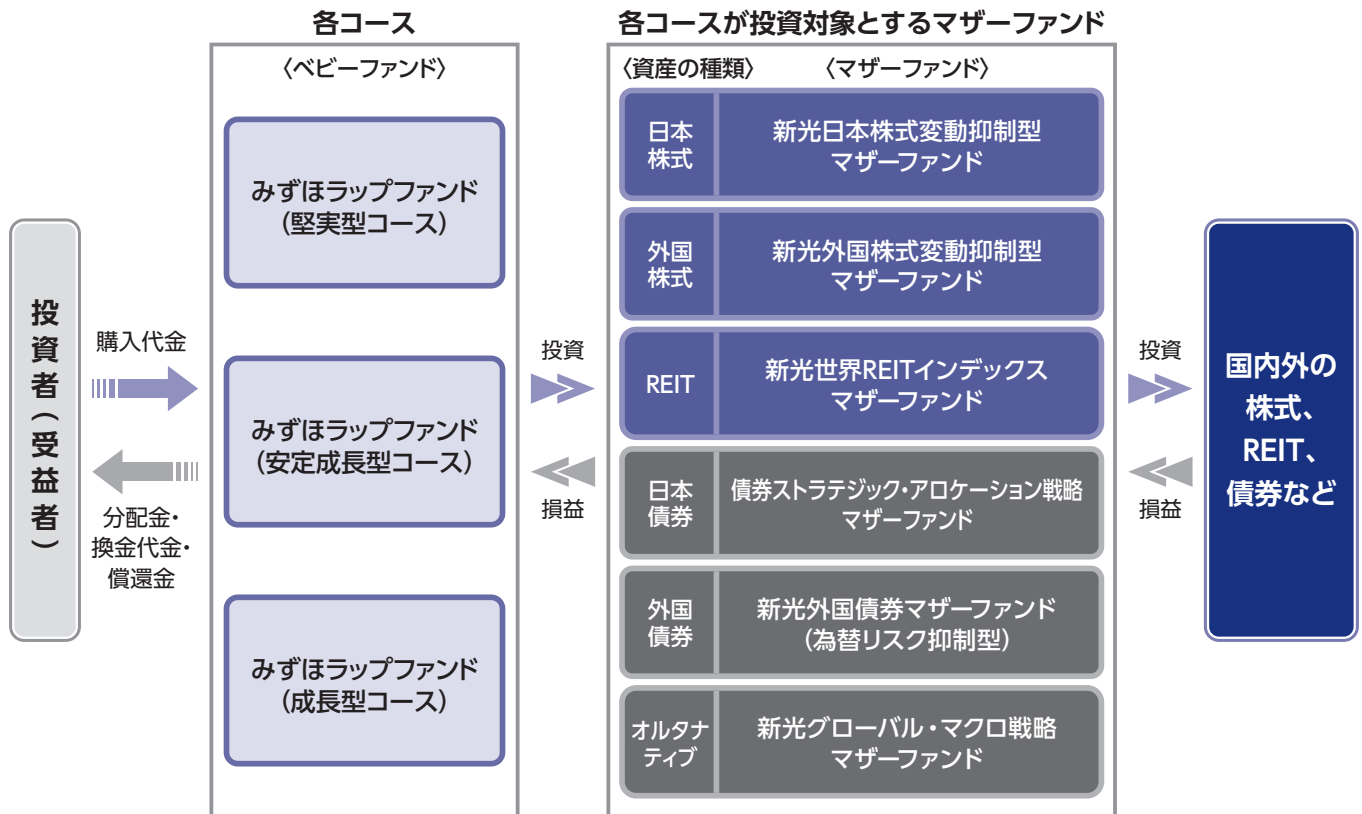 各コース
〈ベビーファンド〉
みずほラップファンド
(堅実型コース)
みずほラップファンド
(安定成長型コース)
みずほラップファンド
(成長型コース)
投資者(受益者)
購入代金
分配金・
換金代金・
償還金
投資
損益
各コースが投資対象とするマザーファンド
〈資産の種類〉 〈マザーファンド〉
日本
株式
新光日本株式変動抑制型
マザーファンド
外国
株式
新光外国株式変動抑制型
マザーファンド
REIT
新光世界REITインデックス
マザーファンド
日本
債券
債券ストラテジック・アロケーション戦略
マザーファンド
外国
債券
新光外国債券マザーファンド
(為替リスク抑制型)
オルタナ
ティブ
新光グローバル・マクロ戦略
マザーファンド
投資
損益
国内外の
株式、
REIT、
債券など